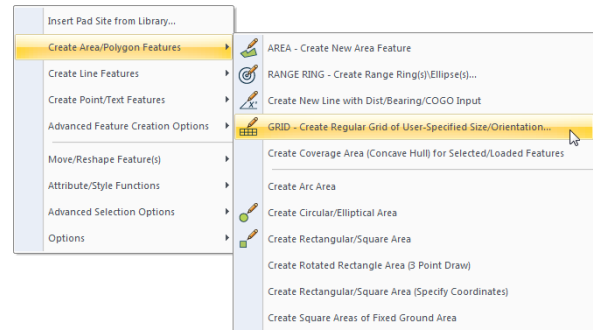 Insert Pad Site from Library...
Create Area/Polygon Features
Create Line Features
Create Point/Text Features
Advanced Feature Creation Options
Move/Reshape Feature(s)
Attribute/Style Functions
Advanced Selection Options
Options
AREA - Create New Area Feature
RANGE RING - Create Range Ring(s)\Ellipse(s)...
Create New Line with Dist/Bearing/COGO Input
GRID - Create Regular Grid of User-Specified Size/Orientation...
Create Coverage Area (Concave Hull) for Selected/Loaded Features
Create Arc Area
Create Circular/Elliptical Area
Create Rectangular/Square Area
Create Rotated Rectangle Area (3 Point Draw)
Create Rectangular/Square Area (Specify Coordinates)
Create Square Areas of Fixed Ground Area